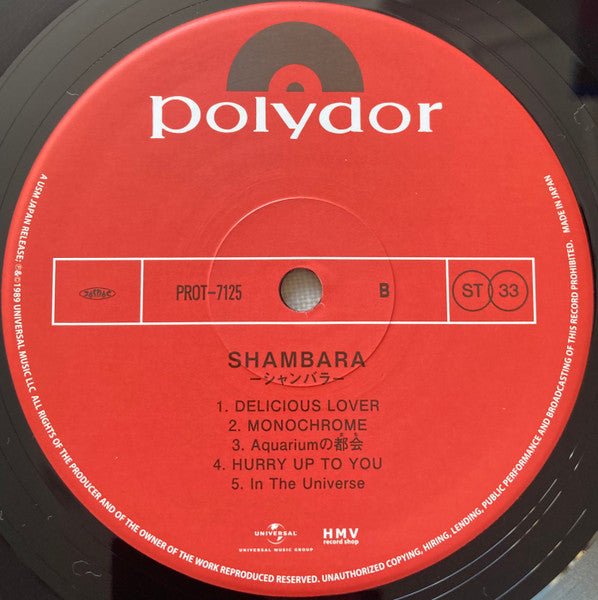 polydor
PROT-7125
B
ST 33
SHAMBARA
ーシャンバラー
1. DELICIOUS LOVER
2. MONOCHROME
3. Aquariumの都会
4. HURRY UP TO YOU
5. In The Universe
UNIVERSAL
UNIVERSAL MUSIC GROUP
HMV
record shop
A USM JAPAN RELEASE; ℗&©1989 UNIVERSAL MUSIC LLC ALL RIGHTS OF THE PRODUCER AND OF THE OWNER OF THE WORK REPRODUCED RESERVED. UNAUTHORIZED COPYING, HIRING, LENDING, PUBLIC PERFORMANCE AND BROADCASTING OF THIS RECORD PROHIBITED. MADE IN JAPAN